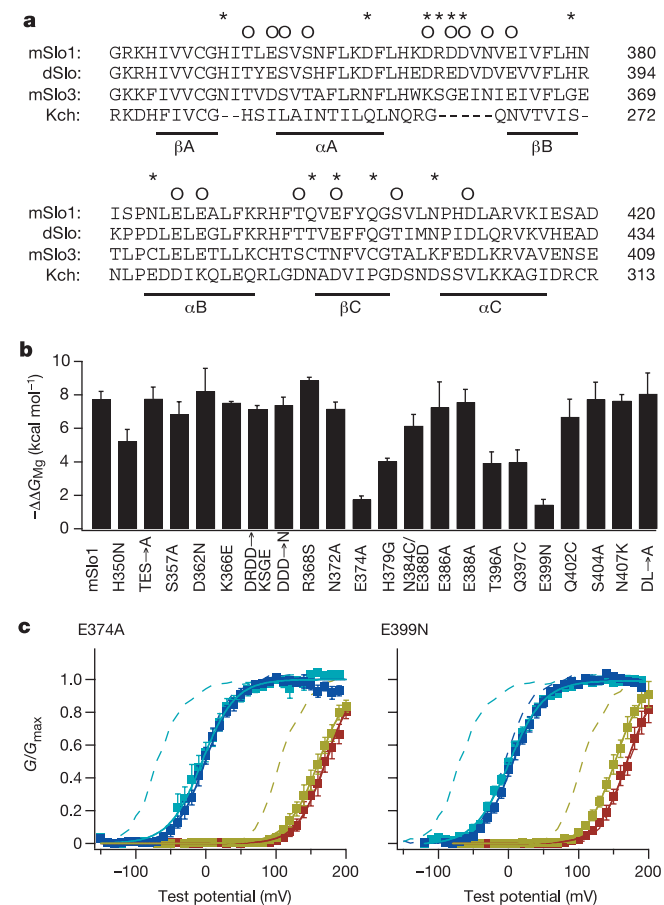 a
* * * * * * *
O O O O O O O O O
mSlo1: GRKHIVVCGHITLESVSNFLKDFLHKDRDDVNVEIVFLHN 380
dSlo: GKRHIVVCGHITYESVSHFLKDFLHEDREDVDVEVVFLHR 394
mSlo3: GKKFIVVCGNITVDSVTAFLRNFLHWKSGEINIEIVFLGE 369
Kch: RKDHFIVCG--HSILAINTILQLNQRG-----QNVTVIS- 272
βA αA βB
* * * * *
O O O O O O
mSlo1: ISPNLELEALFKRHFTQVEFYQGSVLNPHDLARVKIESAD 420
dSlo: KPPDLELEGLFKRHFTTVEFFQGTIMNPIDLQRVKVHEAD 434
mSlo3: TLPCLELETLLKCHTSCTNFVCGTALKFEDLKRVAVENSE 409
Kch: NLPEDDIKQLEQRLGDNADVIPGDSNDSSVLKKAGIDRCR 313
αB βC αC
b
−ΔΔG_Mg (kcal mol⁻¹)
10
8
6
4
2
0
mSlo1
H350N
TES→A
S357A
D362N
K366E
DRDD→
KSGE
DDD→N
R368S
N372A
E374A
H379G
N384C/
E388D
E386A
E388A
T396A
Q397C
E399N
Q402C
S404A
N407K
DL→A
c
E374A E399N
G/G_max
1.0
0.8
0.6
0.4
0.2
0
−100 0 100 200 −100 0 100 200
Test potential (mV) Test potential (mV)